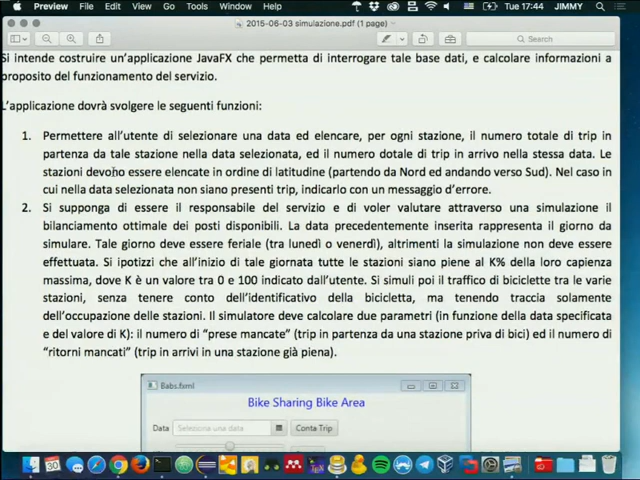 Preview File Edit View Go Tools Window Help Tue 17:44 JIMMY
2015-06-03 simulazione.pdf (1 page)
Search
Si intende costruire un'applicazione JavaFX che permetta di interrogare tale base dati, e calcolare informazioni a
proposito del funzionamento del servizio.
L'applicazione dovrà svolgere le seguenti funzioni:
1. Permettere all'utente di selezionare una data ed elencare, per ogni stazione, il numero totale di trip in
partenza da tale stazione nella data selezionata, ed il numero dotale di trip in arrivo nella stessa data. Le
stazioni devono essere elencate in ordine di latitudine (partendo da Nord ed andando verso Sud). Nel caso in
cui nella data selezionata non siano presenti trip, indicarlo con un messaggio d'errore.
2. Si supponga di essere il responsabile del servizio e di voler valutare attraverso una simulazione il
bilanciamento ottimale dei posti disponibili. La data precedentemente inserita rappresenta il giorno da
simulare. Tale giorno deve essere feriale (tra lunedì o venerdì), altrimenti la simulazione non deve essere
effettuata. Si ipotizzi che all'inizio di tale giornata tutte le stazioni siano piene al K% della loro capienza
massima, dove K è un valore tra 0 e 100 indicato dall'utente. Si simuli poi il traffico di biciclette tra le varie
stazioni, senza tenere conto dell'identificativo della bicicletta, ma tenendo traccia solamente
dell'occupazione delle stazioni. Il simulatore deve calcolare due parametri (in funzione della data specificata
e del valore di K): il numero di "prese mancate" (trip in partenza da una stazione priva di bici) ed il numero di
"ritorni mancati" (trip in arrivi in una stazione già piena).
Babs.fxml
Bike Sharing Bike Area
Data Seleziona una data Conta Trip